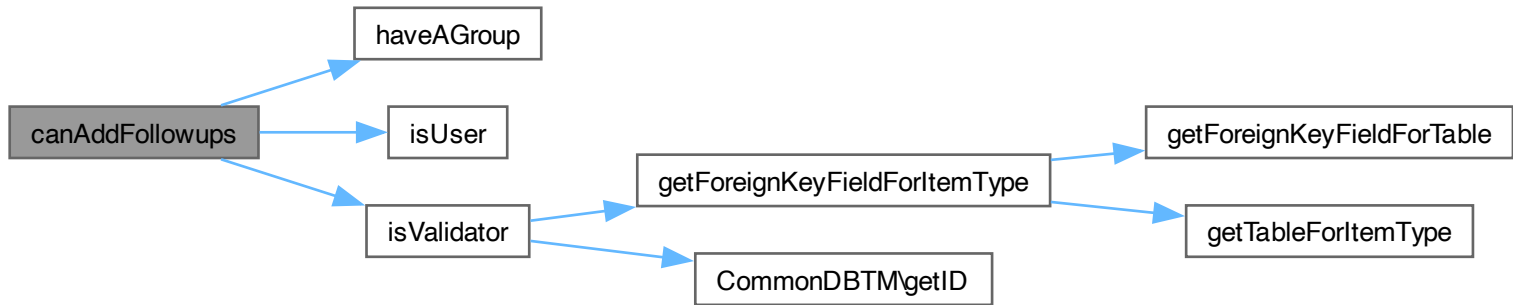 haveAGroup
canAddFollowups
isUser
getForeignKeyFieldForTable
getForeignKeyFieldForItemType
isValidator
getTableForItemType
CommonDBTM\getID